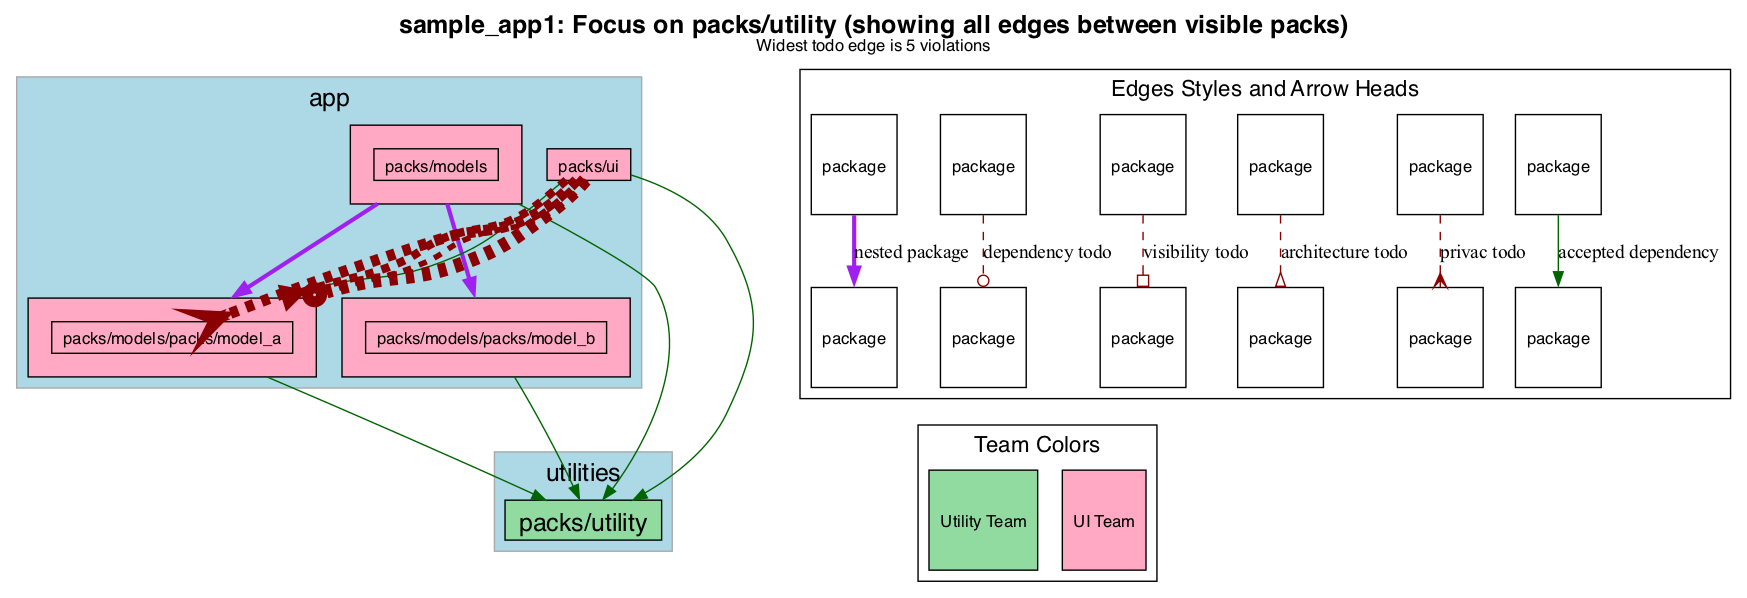 sample_app1: Focus on packs/utility (showing all edges between visible packs)
Widest todo edge is 5 violations
app
packs/models
packs/ui
packs/models/packs/model_a
packs/models/packs/model_b
utilities
packs/utility
Edges Styles and Arrow Heads
package
package
package
package
package
package
nested package
dependency todo
visibility todo
architecture todo
privac todo
accepted dependency
package
package
package
package
package
package
Team Colors
Utility Team
UI Team